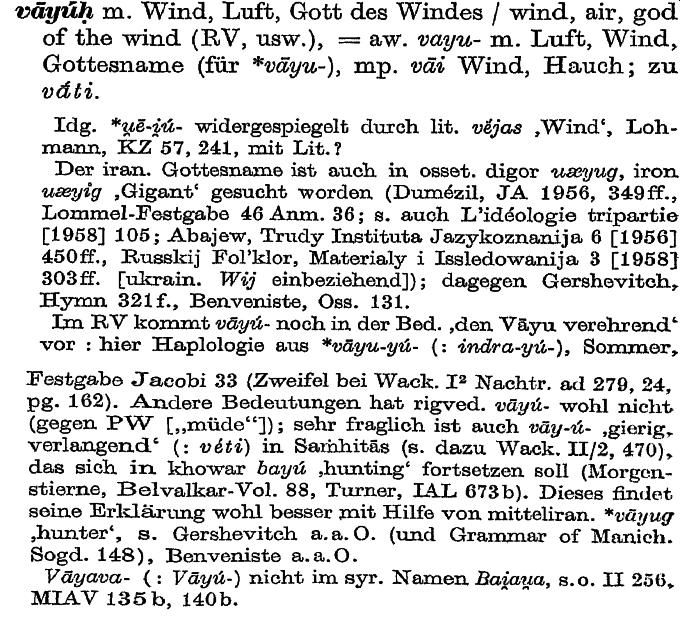 vāyúḥ m. Wind, Luft, Gott des Windes / wind, air, god
of the wind (RV, usw.), = aw. vayu- m. Luft, Wind,
Gottesname (für *vāyu-), mp. vāi Wind, Hauch; zu
vā́ti.
Idg. *u̯ē-i̯ú- widergespiegelt durch lit. vė́jas ‚Wind‘, Loh-
mann, KZ 57, 241, mit Lit.?
Der iran. Gottesname ist auch in osset. digor uæyug, iron
uæyig ‚Gigant‘ gesucht worden (Dumézil, JA 1956, 349ff.,
Lommel-Festgabe 46 Anm. 36; s. auch L'idéologie tripartie
[1958] 105; Abajew, Trudy Instituta Jazykoznanija 6 [1956]
450ff., Russkij Fol'klor, Materialy i Issledowanija 3 [1958]
303ff. [ukrain. Wij einbeziehend]); dagegen Gershevitch,
Hymn 321f., Benveniste, Oss. 131.
Im RV kommt vāyú- noch in der Bed. ‚den Vāyu verehrend‘
vor : hier Haplologie aus *vāyu-yú- (: indra-yú-), Sommer,
Festgabe Jacobi 33 (Zweifel bei Wack. I² Nachtr. ad 279, 24,
pg. 162). Andere Bedeutungen hat rigved. vāyú- wohl nicht
(gegen PW [„müde“]); sehr fraglich ist auch vāy-ú- ‚gierig,
verlangend‘ (: véti) in Saṁhitās (s. dazu Wack. II/2, 470),
das sich in khowar bayú ‚hunting‘ fortsetzen soll (Morgen-
stierne, Belvalkar-Vol. 88, Turner, IAL 673b). Dieses findet
seine Erklärung wohl besser mit Hilfe von mitteliran. *vāyug
‚hunter‘, s. Gershevitch a.a.O. (und Grammar of Manich.
Sogd. 148), Benveniste a.a.O.
Vāyava- (: Vāyú-) nicht im syr. Namen Bai̯au̯a, s.o. II 256,
MIAV 135b, 140b.